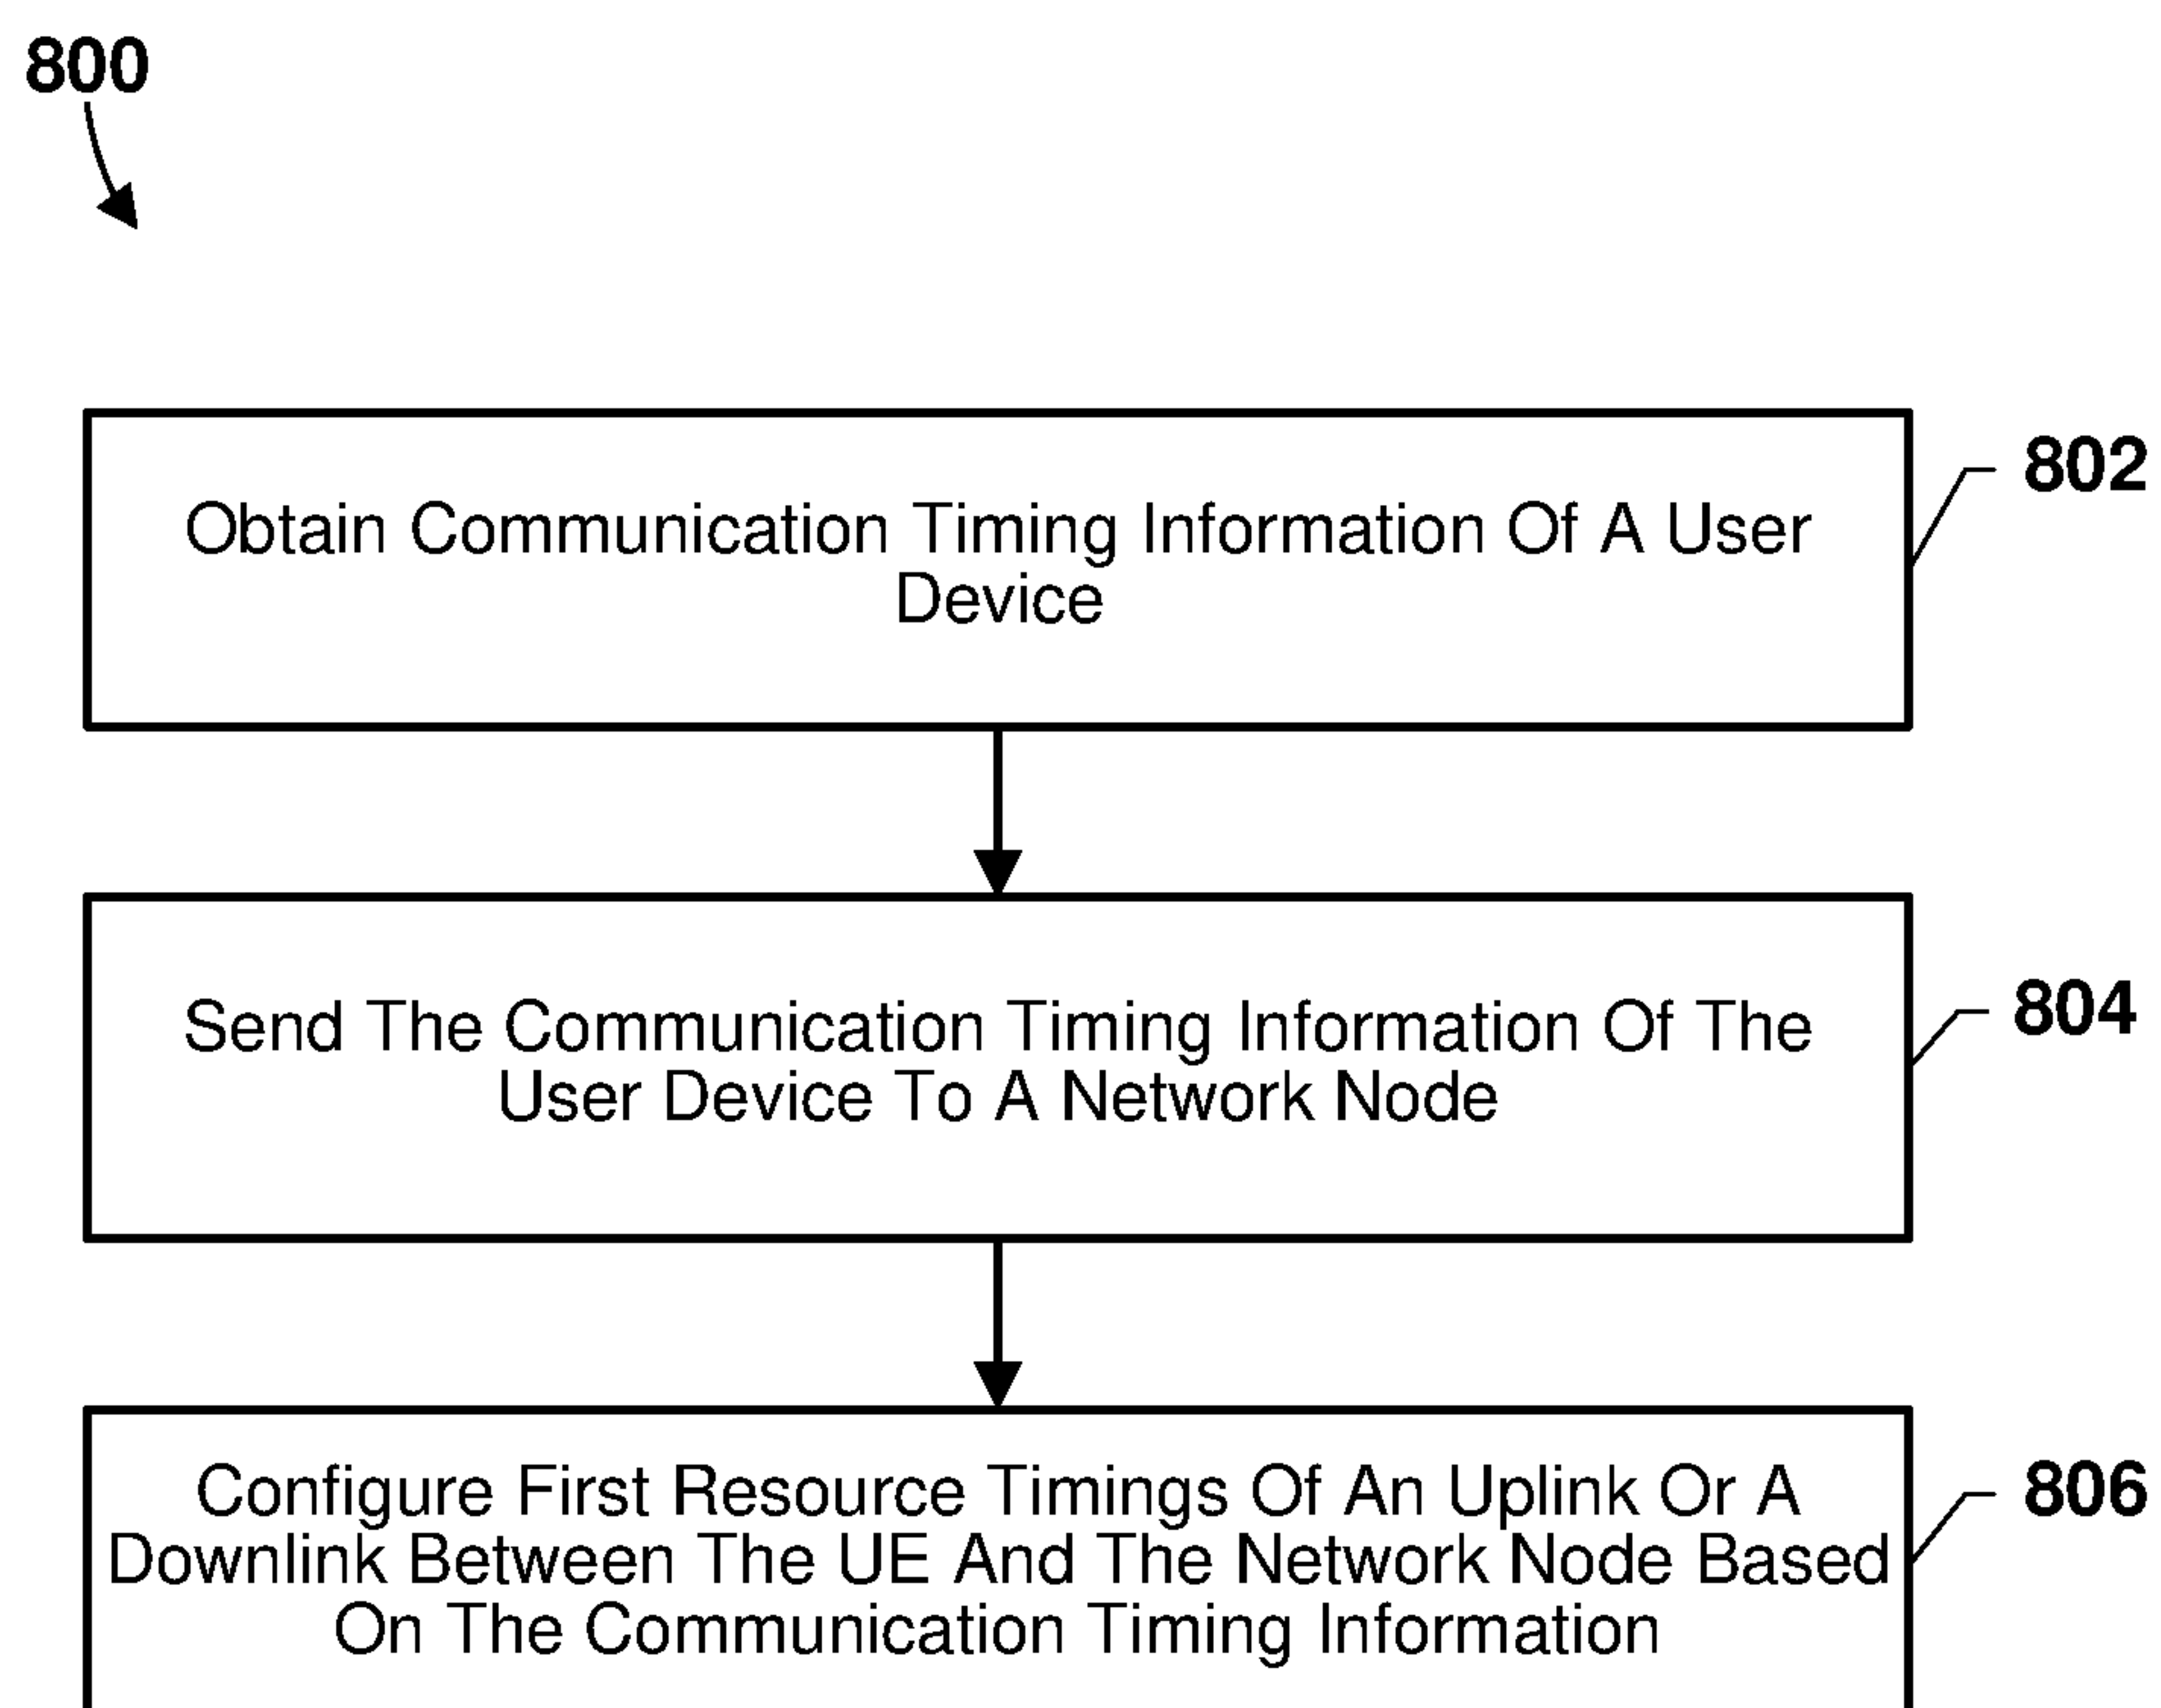 800
Obtain Communication Timing Information Of A User
Device
802
Send The Communication Timing Information Of The
User Device To A Network Node
804
Configure First Resource Timings Of An Uplink Or A
Downlink Between The UE And The Network Node Based
On The Communication Timing Information
806